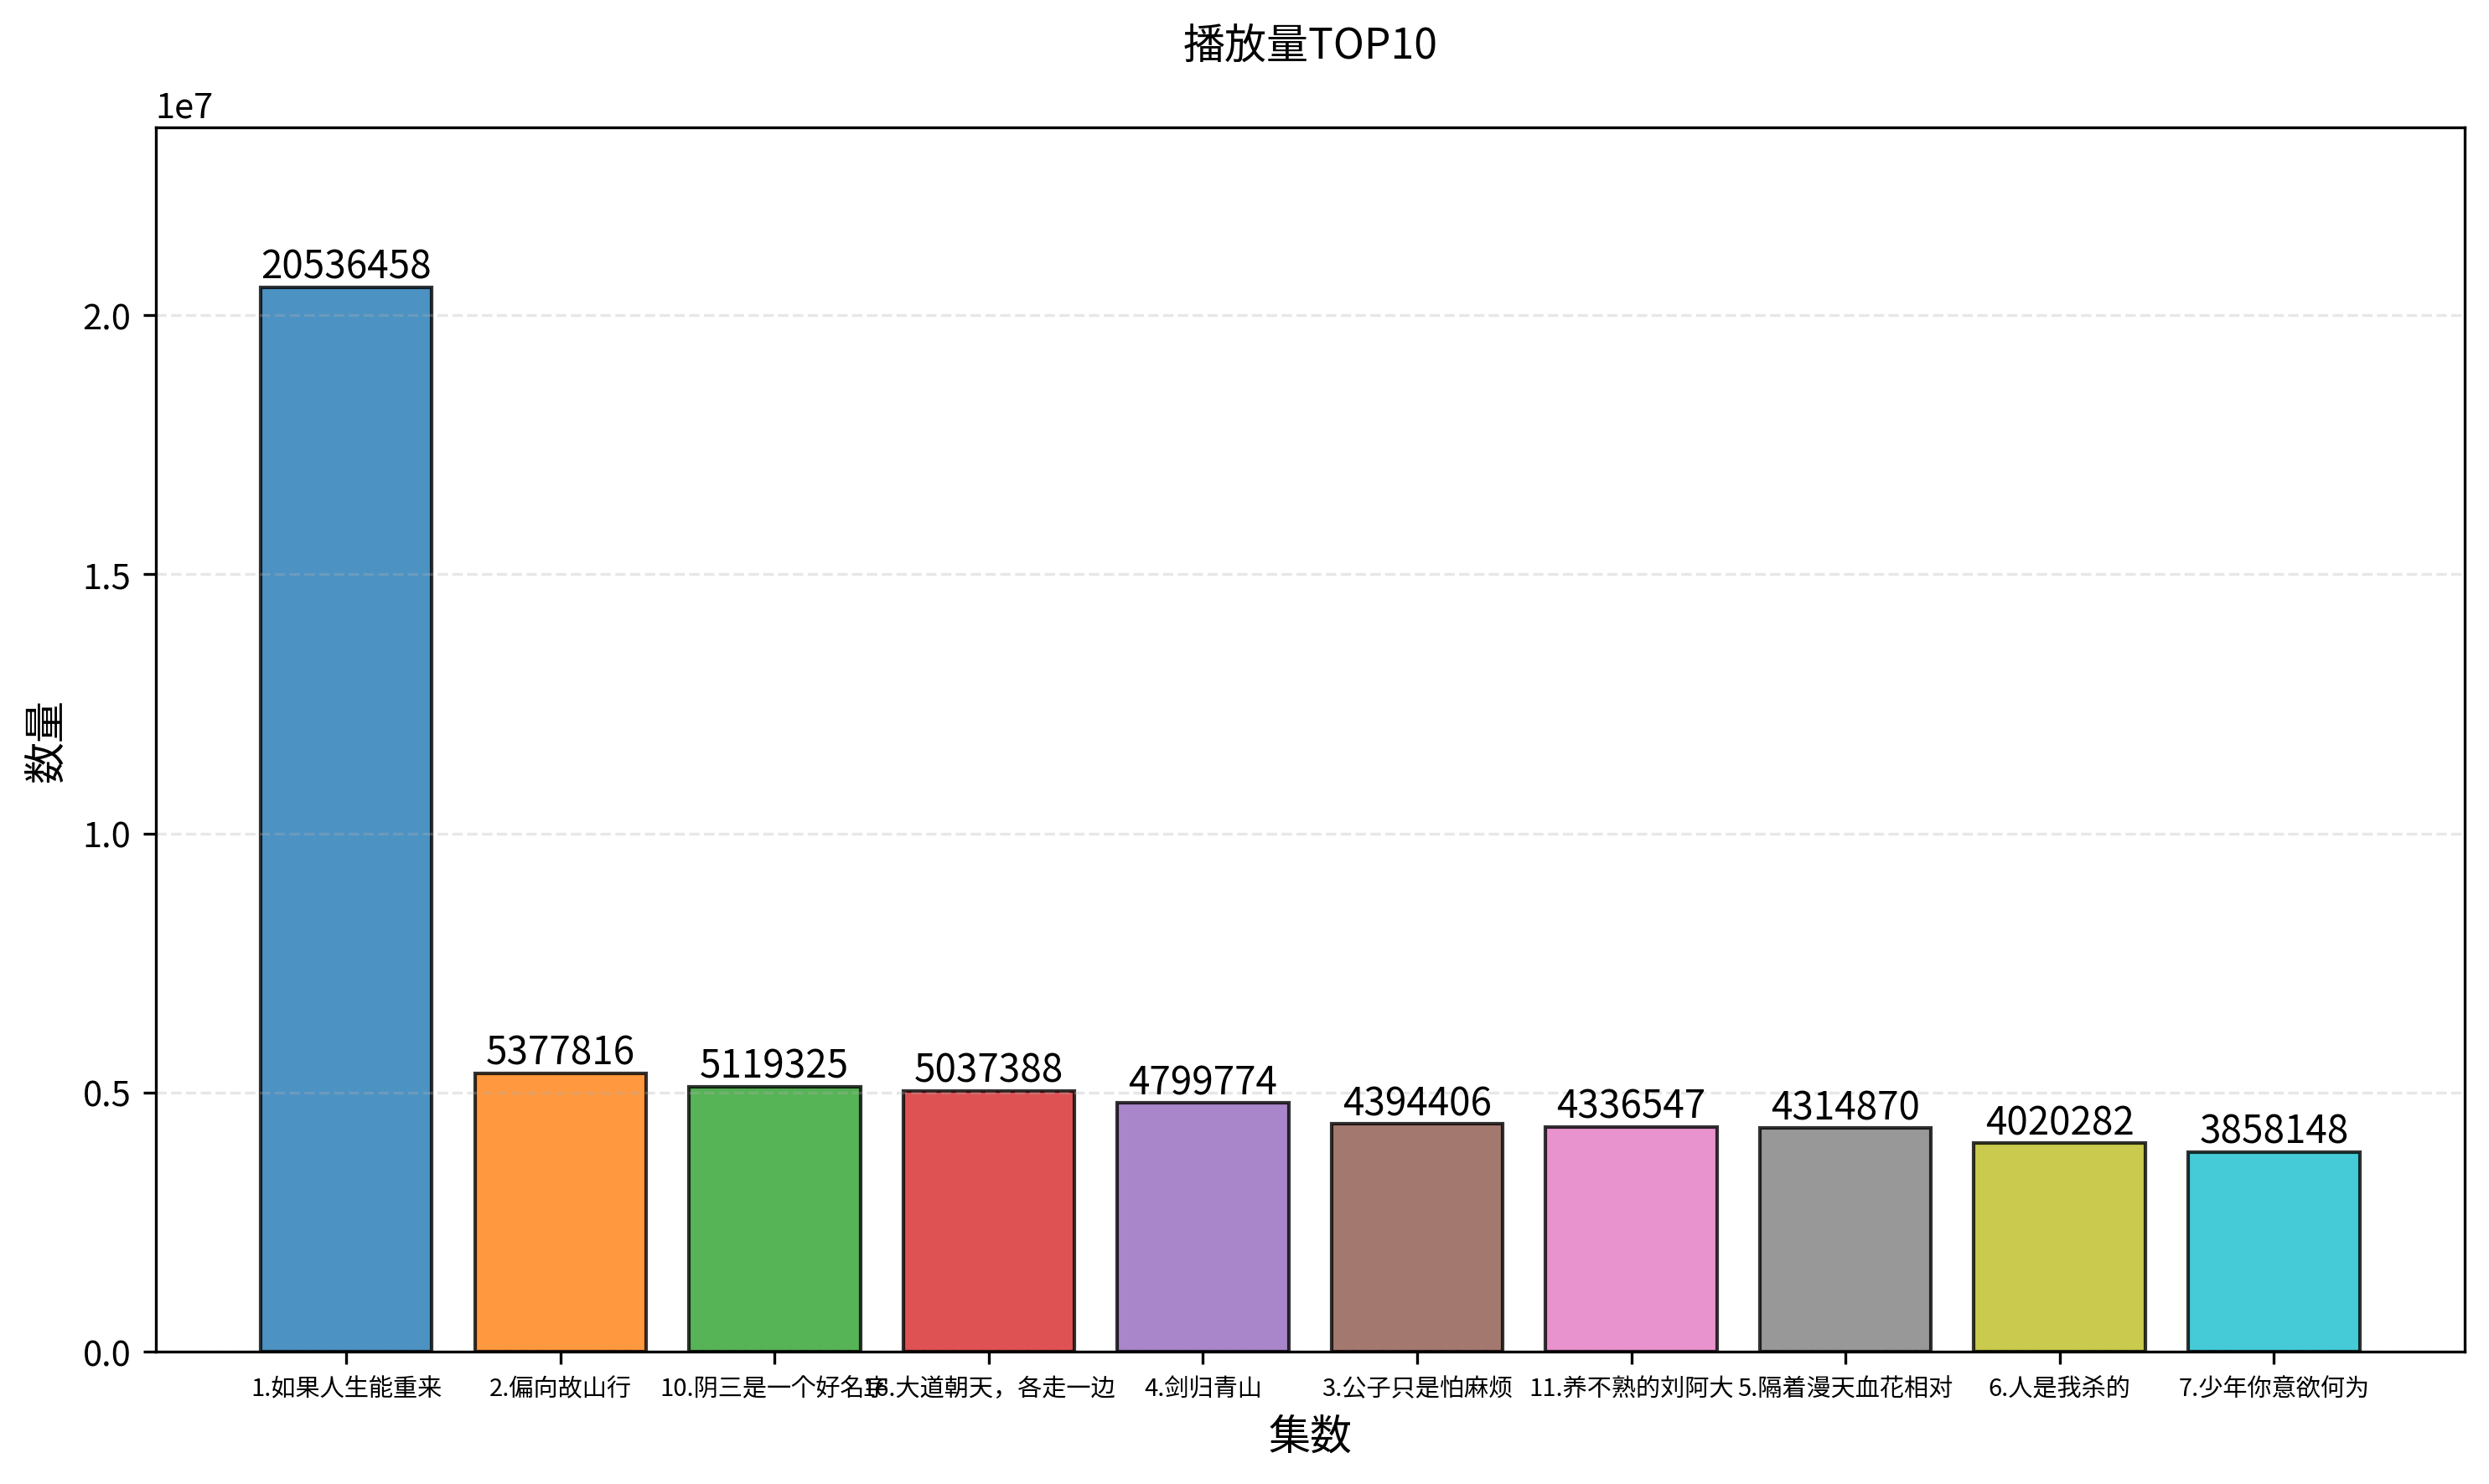 播放量TOP10
1e7
2.0
1.5
1.0
0.5
0.0
数量
20536458
5377816
5119325
5037388
4799774
4394406
4336547
4314870
4020282
3858148
1.如果人生能重来
2.偏向故山行
10.阴三是一个好名字
16.大道朝天，各走一边
4.剑归青山
3.公子只是怕麻烦
11.养不熟的刘阿大
5.隔着漫天血花相对
6.人是我杀的
7.少年你意欲何为
集数